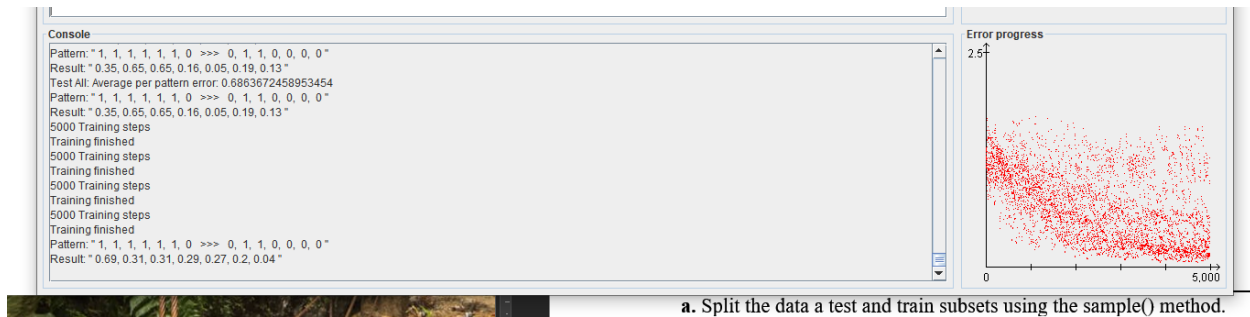 Console
Pattern: " 1, 1, 1, 1, 1, 1, 0 >>> 0, 1, 1, 0, 0, 0, 0 "
Result: " 0.35, 0.65, 0.65, 0.16, 0.05, 0.19, 0.13 "
Test All: Average per pattern error: 0.6863672458953454
Pattern: " 1, 1, 1, 1, 1, 1, 0 >>> 0, 1, 1, 0, 0, 0, 0 "
Result: " 0.35, 0.65, 0.65, 0.16, 0.05, 0.19, 0.13 "
5000 Training steps
Training finished
5000 Training steps
Training finished
5000 Training steps
Training finished
5000 Training steps
Training finished
Pattern: " 1, 1, 1, 1, 1, 1, 0 >>> 0, 1, 1, 0, 0, 0, 0 "
Result: " 0.69, 0.31, 0.31, 0.29, 0.27, 0.2, 0.04 "
Error progress
2.5
0 5,000
a. Split the data a test and train subsets using the sample() method.